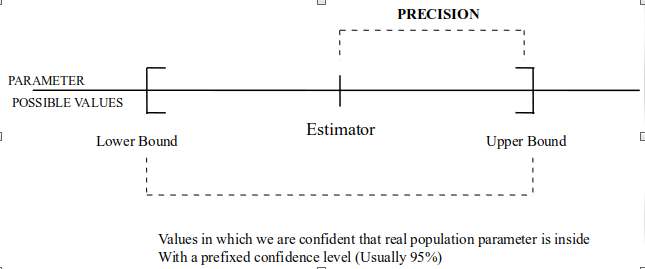 PRECISION
PARAMETER
POSSIBLE VALUES
Estimator
Lower Bound
Upper Bound
Values in which we are confident that real population parameter is inside
With a prefixed confidence level (Usually 95%)